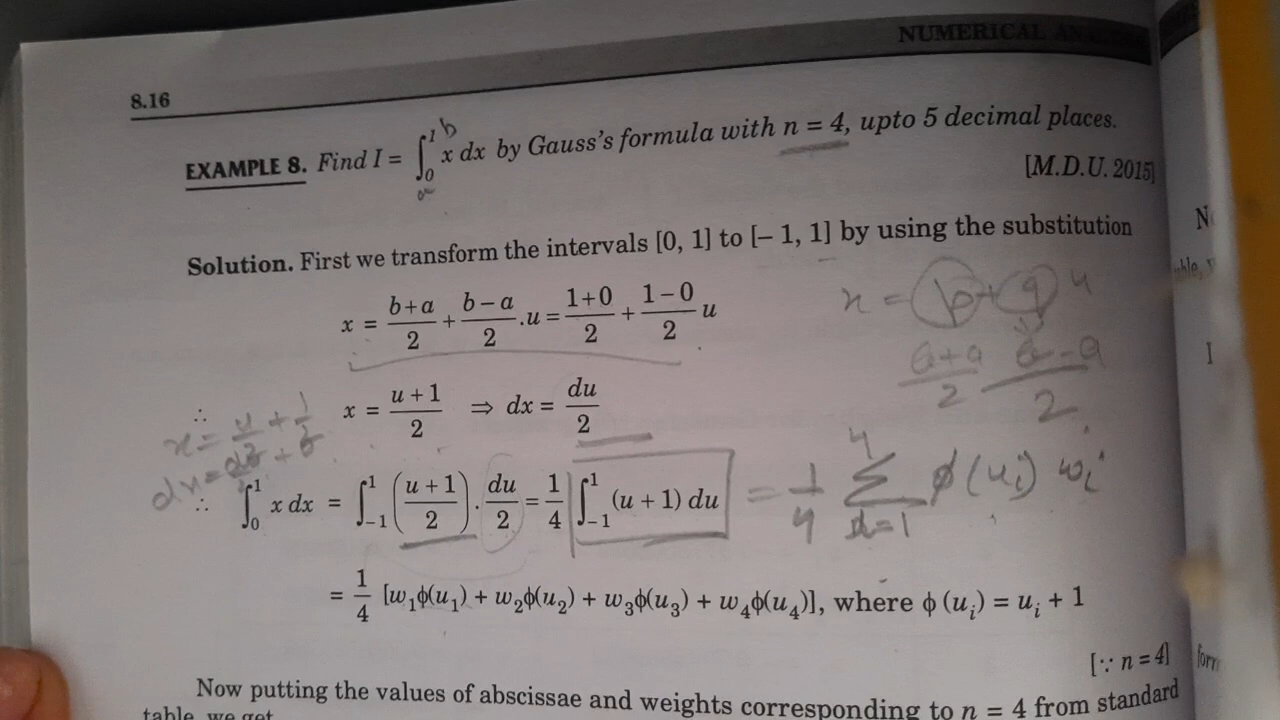 NUMERICAL
8.16
EXAMPLE 8. Find I = ∫₀¹ x dx by Gauss's formula with n = 4, upto 5 decimal places.
b
[M.D.U. 2015]
Solution. First we transform the intervals [0, 1] to [– 1, 1] by using the substitution
x = (b+a)/2 + (b–a)/2 .u = (1+0)/2 + (1–0)/2 u
∴ x = (u + 1)/2 ⇒ dx = du/2
x = u/2 + 1/2
∴ ∫₀¹ x dx = ∫₋₁¹ ((u + 1)/2) . du/2 = 1/4 ∫₋₁¹ (u + 1) du = 1/4 Σ ϕ(uᵢ) wᵢ
= 1/4 [w₁ϕ(u₁) + w₂ϕ(u₂) + w₃ϕ(u₃) + w₄ϕ(u₄)], where ϕ (uᵢ) = uᵢ + 1
[∵ n = 4]
Now putting the values of abscissae and weights corresponding to n = 4 from standard
table, we get